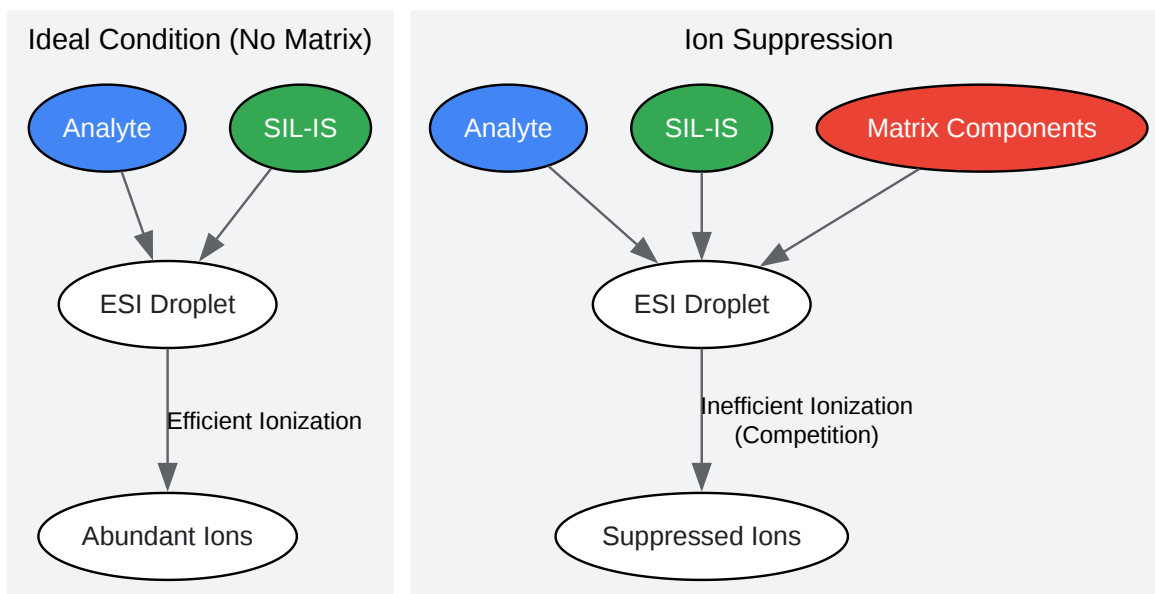 Ideal Condition (No Matrix)
Analyte
SIL-IS
ESI Droplet
Efficient Ionization
Abundant Ions
Ion Suppression
Analyte
SIL-IS
Matrix Components
ESI Droplet
Inefficient Ionization
(Competition)
Suppressed Ions